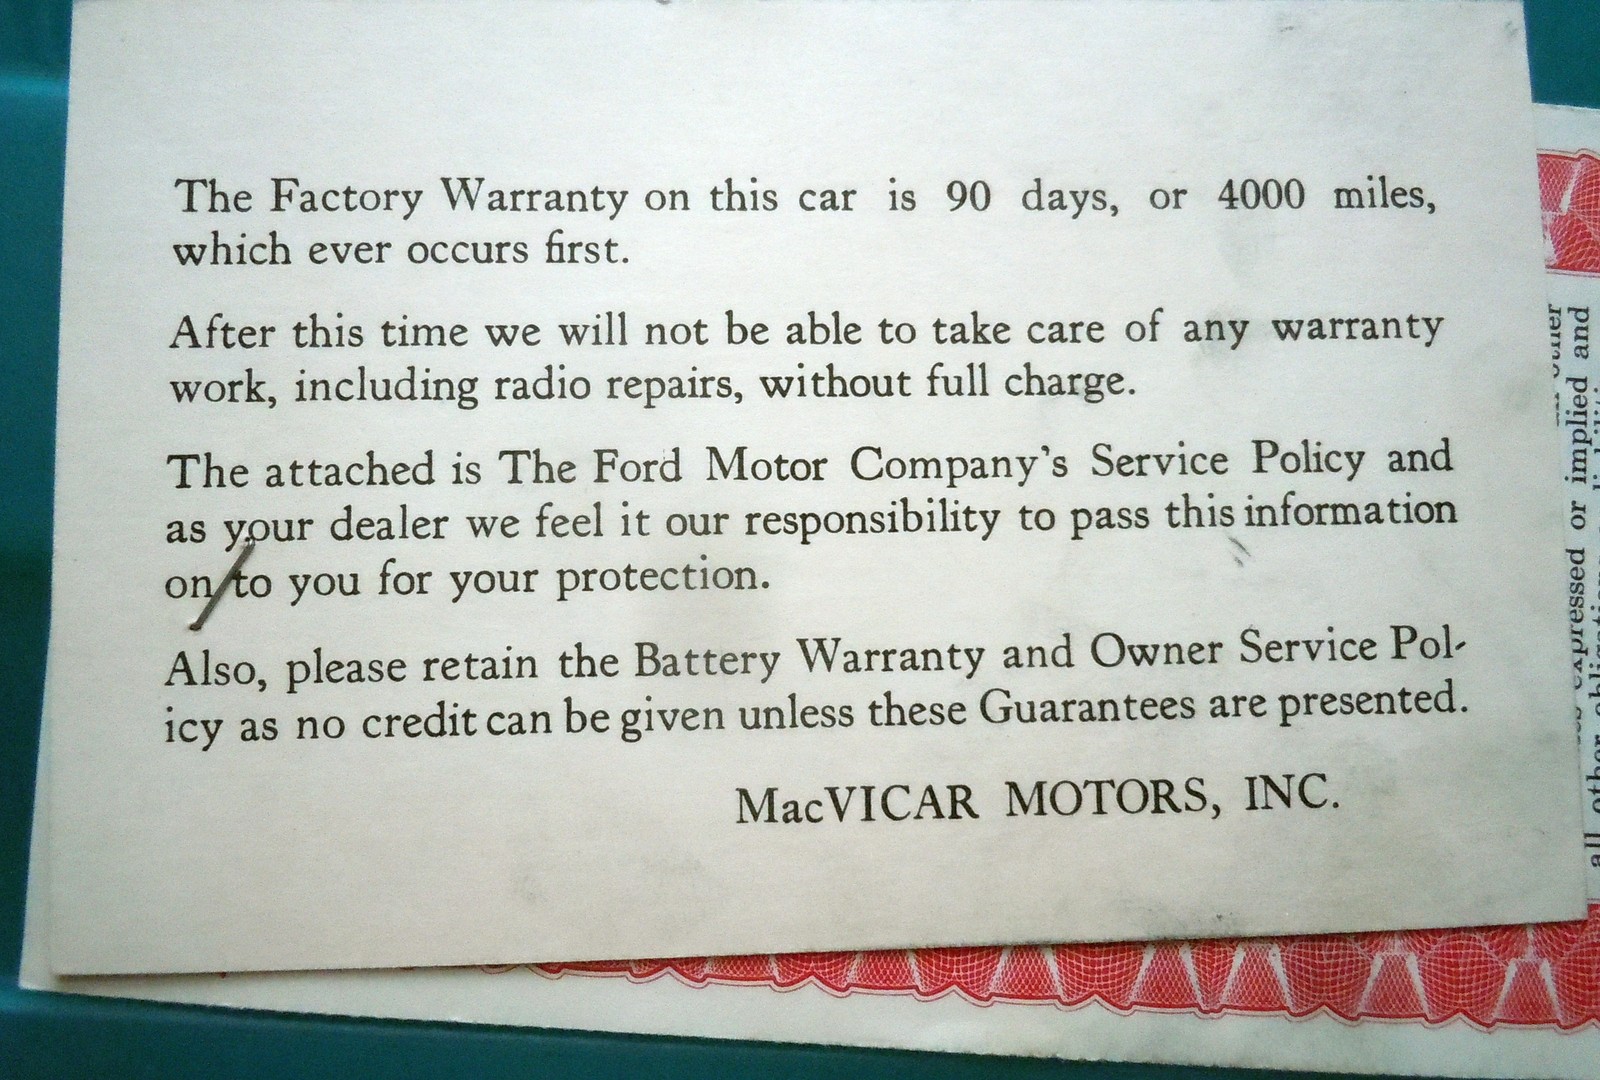 The Factory Warranty on this car is 90 days, or 4000 miles,
which ever occurs first.
After this time we will not be able to take care of any warranty
work, including radio repairs, without full charge.
The attached is The Ford Motor Company's Service Policy and
as your dealer we feel it our responsibility to pass this information
on to you for your protection.
Also, please retain the Battery Warranty and Owner Service Pol-
icy as no credit can be given unless these Guarantees are presented.
MacVICAR MOTORS, INC.
expressed or implied and
all other